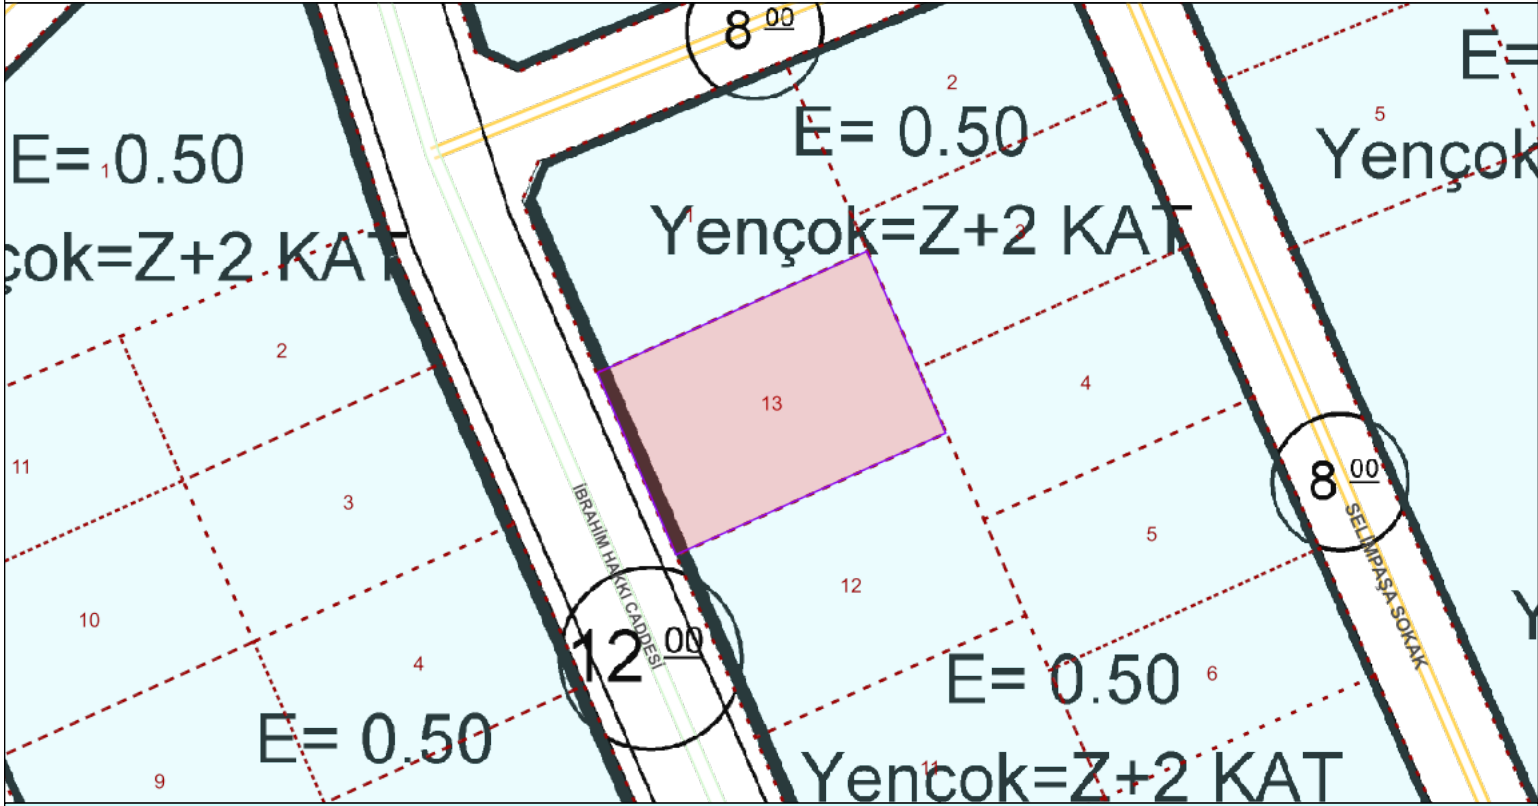 8 00
2
E=
5
E= 0.50
E= 0.50
1
Yençok
1
Yençok=Z+2 KAT
3
çok=Z+2 KAT
2
4
13
11
8 00
3
SELİMPAŞA SOKAK
İBRAHİM HAKKI CADDESİ
5
12
10
12 00
4
E= 0.50
6
Y
E= 0.50
9
11
Yençok=Z+2 KAT